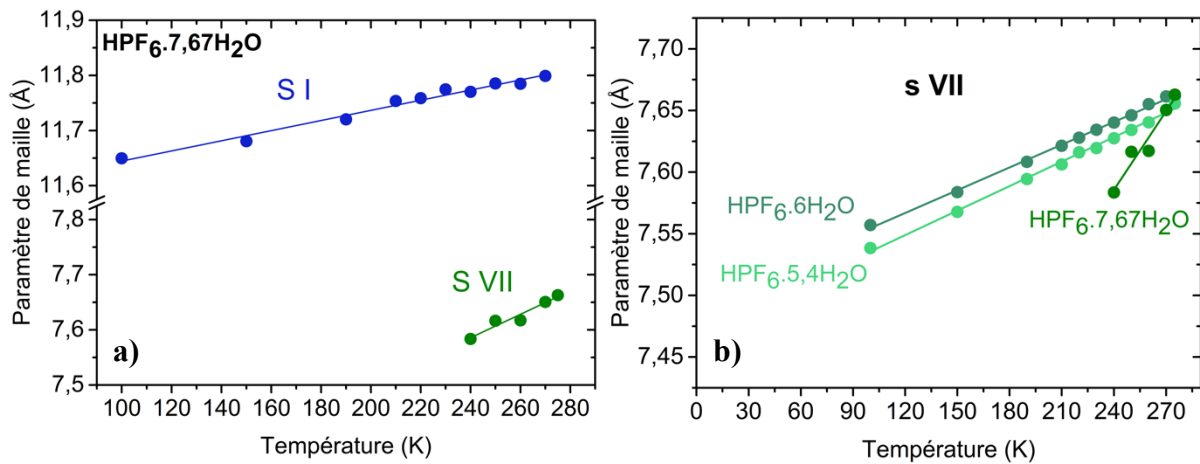 HPF6.7,67H2O
S I
S VII
a)
Paramètre de maille (Å)
11,9
11,8
11,7
11,6
7,8
7,7
7,6
7,5
100 120 140 160 180 200 220 240 260 280
Température (K)
s VII
HPF6.6H2O
HPF6.7,67H2O
HPF6.5,4H2O
b)
Paramètre de maille (Å)
7,70
7,65
7,60
7,55
7,50
7,45
0 30 60 90 120 150 180 210 240 270
Température (K)